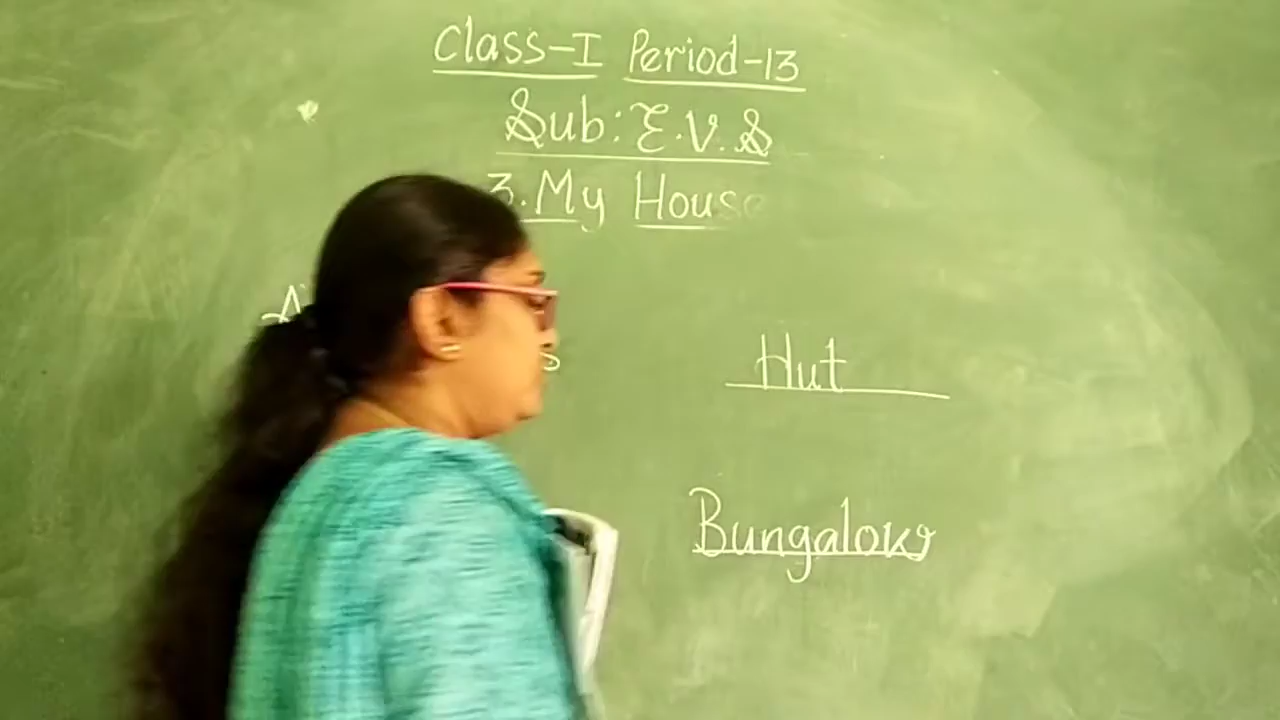 Class-I Period-13
Sub: E.V.S
3. My House
Hut
Bungalow